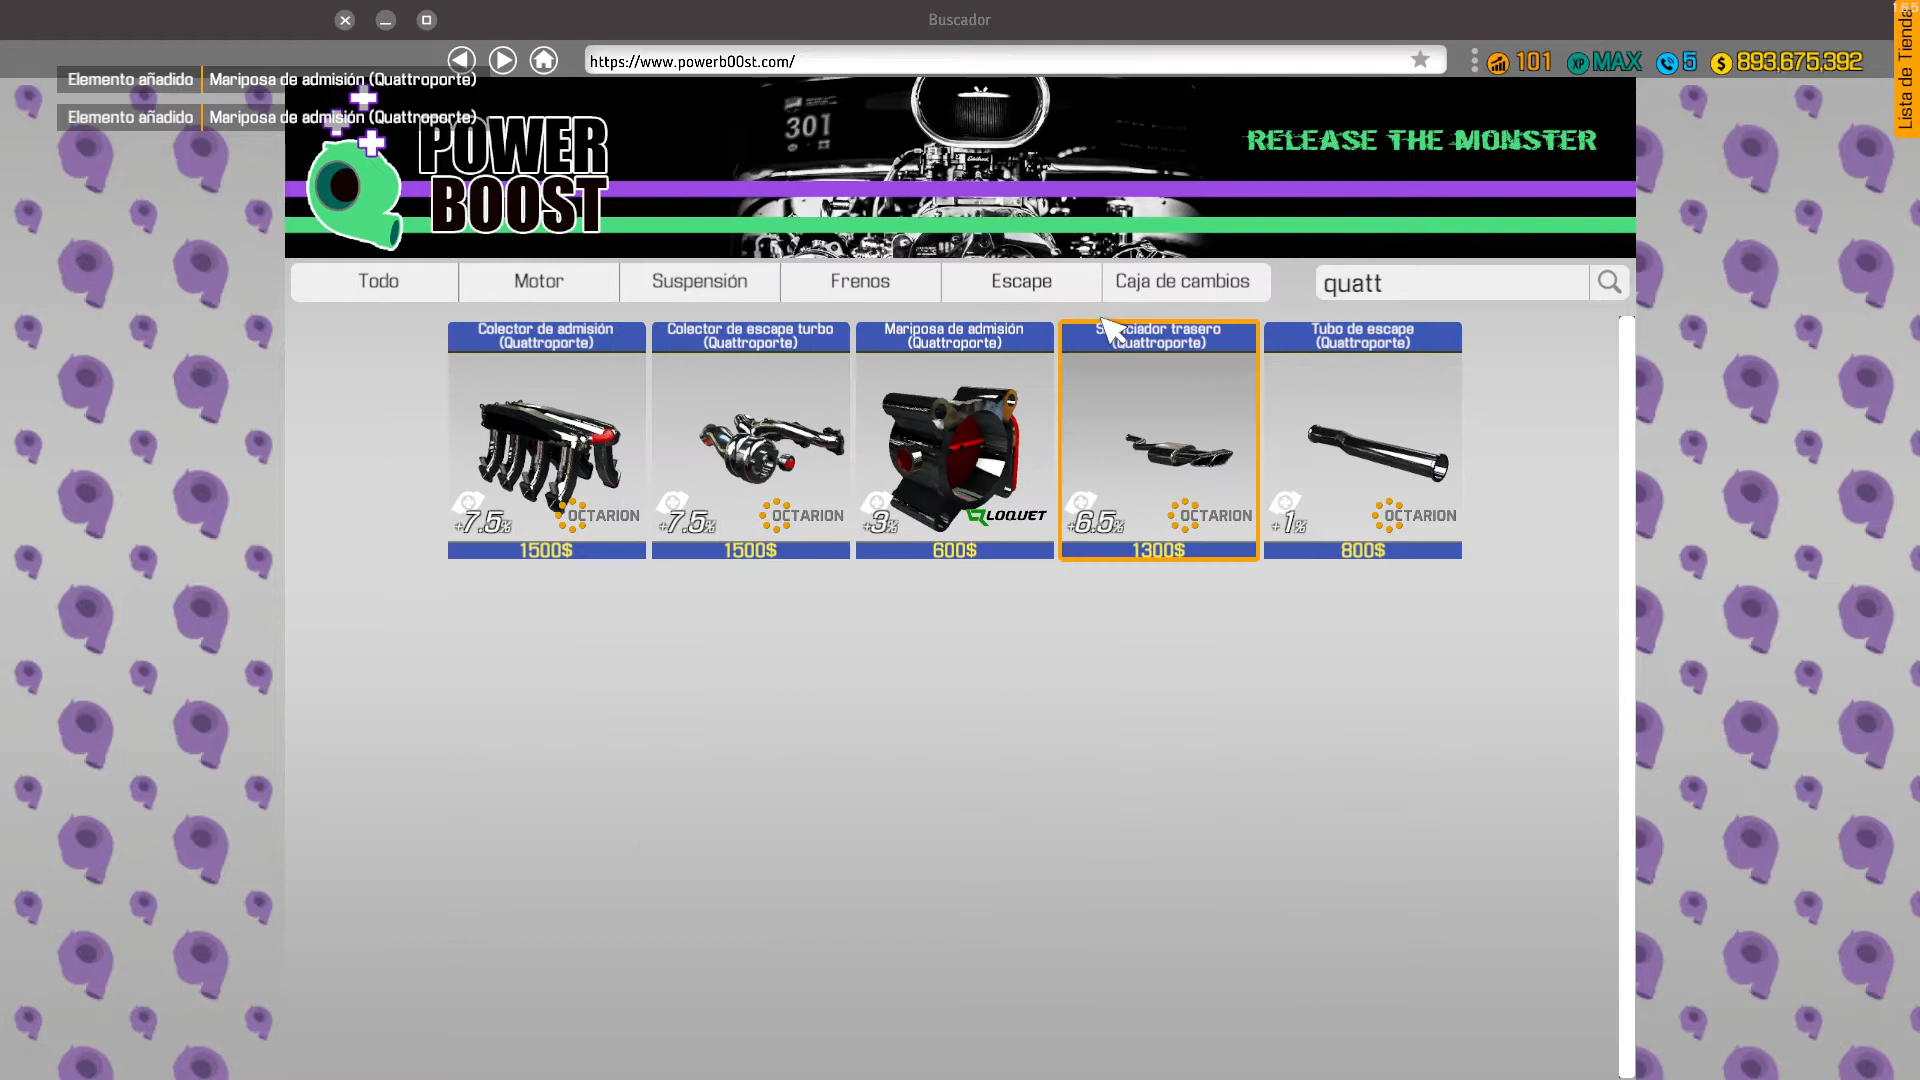 Buscador
https://www.powerb00st.com/
101
XP MAX
5
$ 893,675,392
Lista de Tienda
Elemento añadido Mariposa de admisión (Quattroporte)
Elemento añadido Mariposa de admisión (Quattroporte)
POWER
BOOST
301
RELEASE THE MONSTER
Todo
Motor
Suspensión
Frenos
Escape
Caja de cambios
quatt
Colector de admisión
(Quattroporte)
+7.5%
OCTARION
1500$
Colector de escape turbo
(Quattroporte)
+7.5%
OCTARION
1500$
Mariposa de admisión
(Quattroporte)
+3%
LOQUET
600$
trasero
(Quattroporte)
+6.5%
OCTARION
1300$
Tubo de escape
(Quattroporte)
+1%
OCTARION
800$